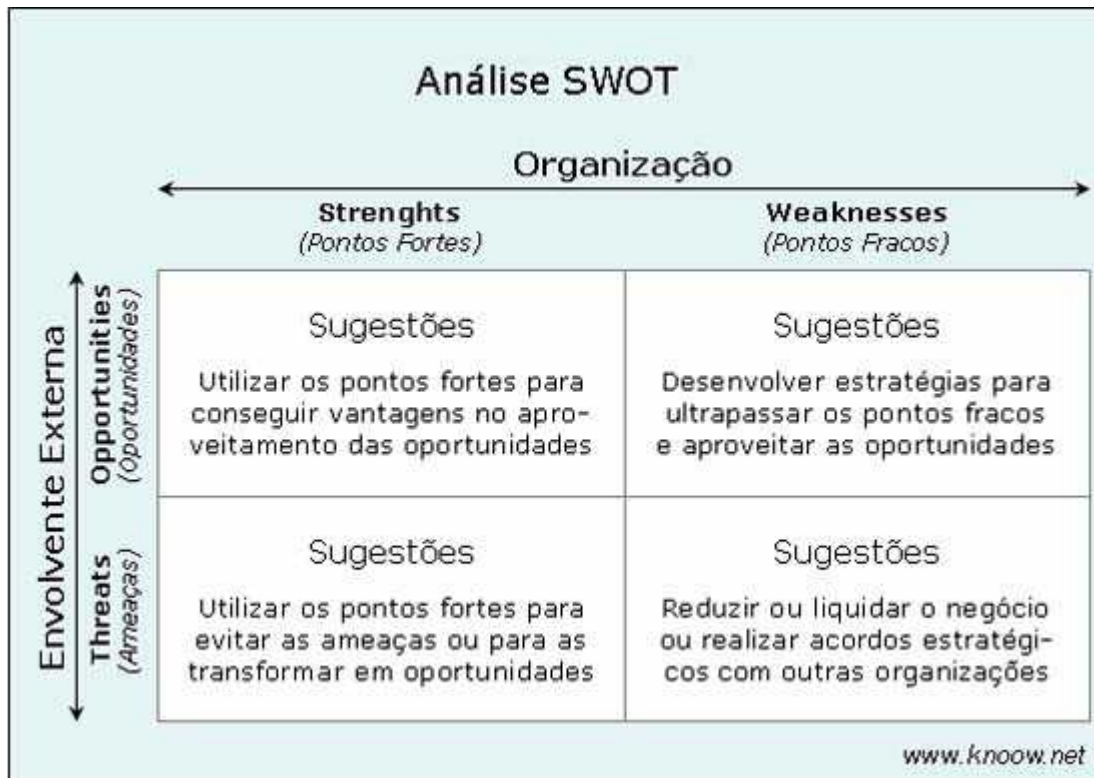 Análise SWOT
Organização
Strenghts
(Pontos Fortes)
Weaknesses
(Pontos Fracos)
Envolvente Externa
Opportunities
(Oportunidades)
Sugestões
Utilizar os pontos fortes para
conseguir vantagens no apro-
veitamento das oportunidades
Sugestões
Desenvolver estratégias para
ultrapassar os pontos fracos
e aproveitar as oportunidades
Threats
(Ameaças)
Sugestões
Utilizar os pontos fortes para
evitar as ameaças ou para as
transformar em oportunidades
Sugestões
Reduzir ou liquidar o negócio
ou realizar acordos estratégi-
cos com outras organizações
www.knoow.net